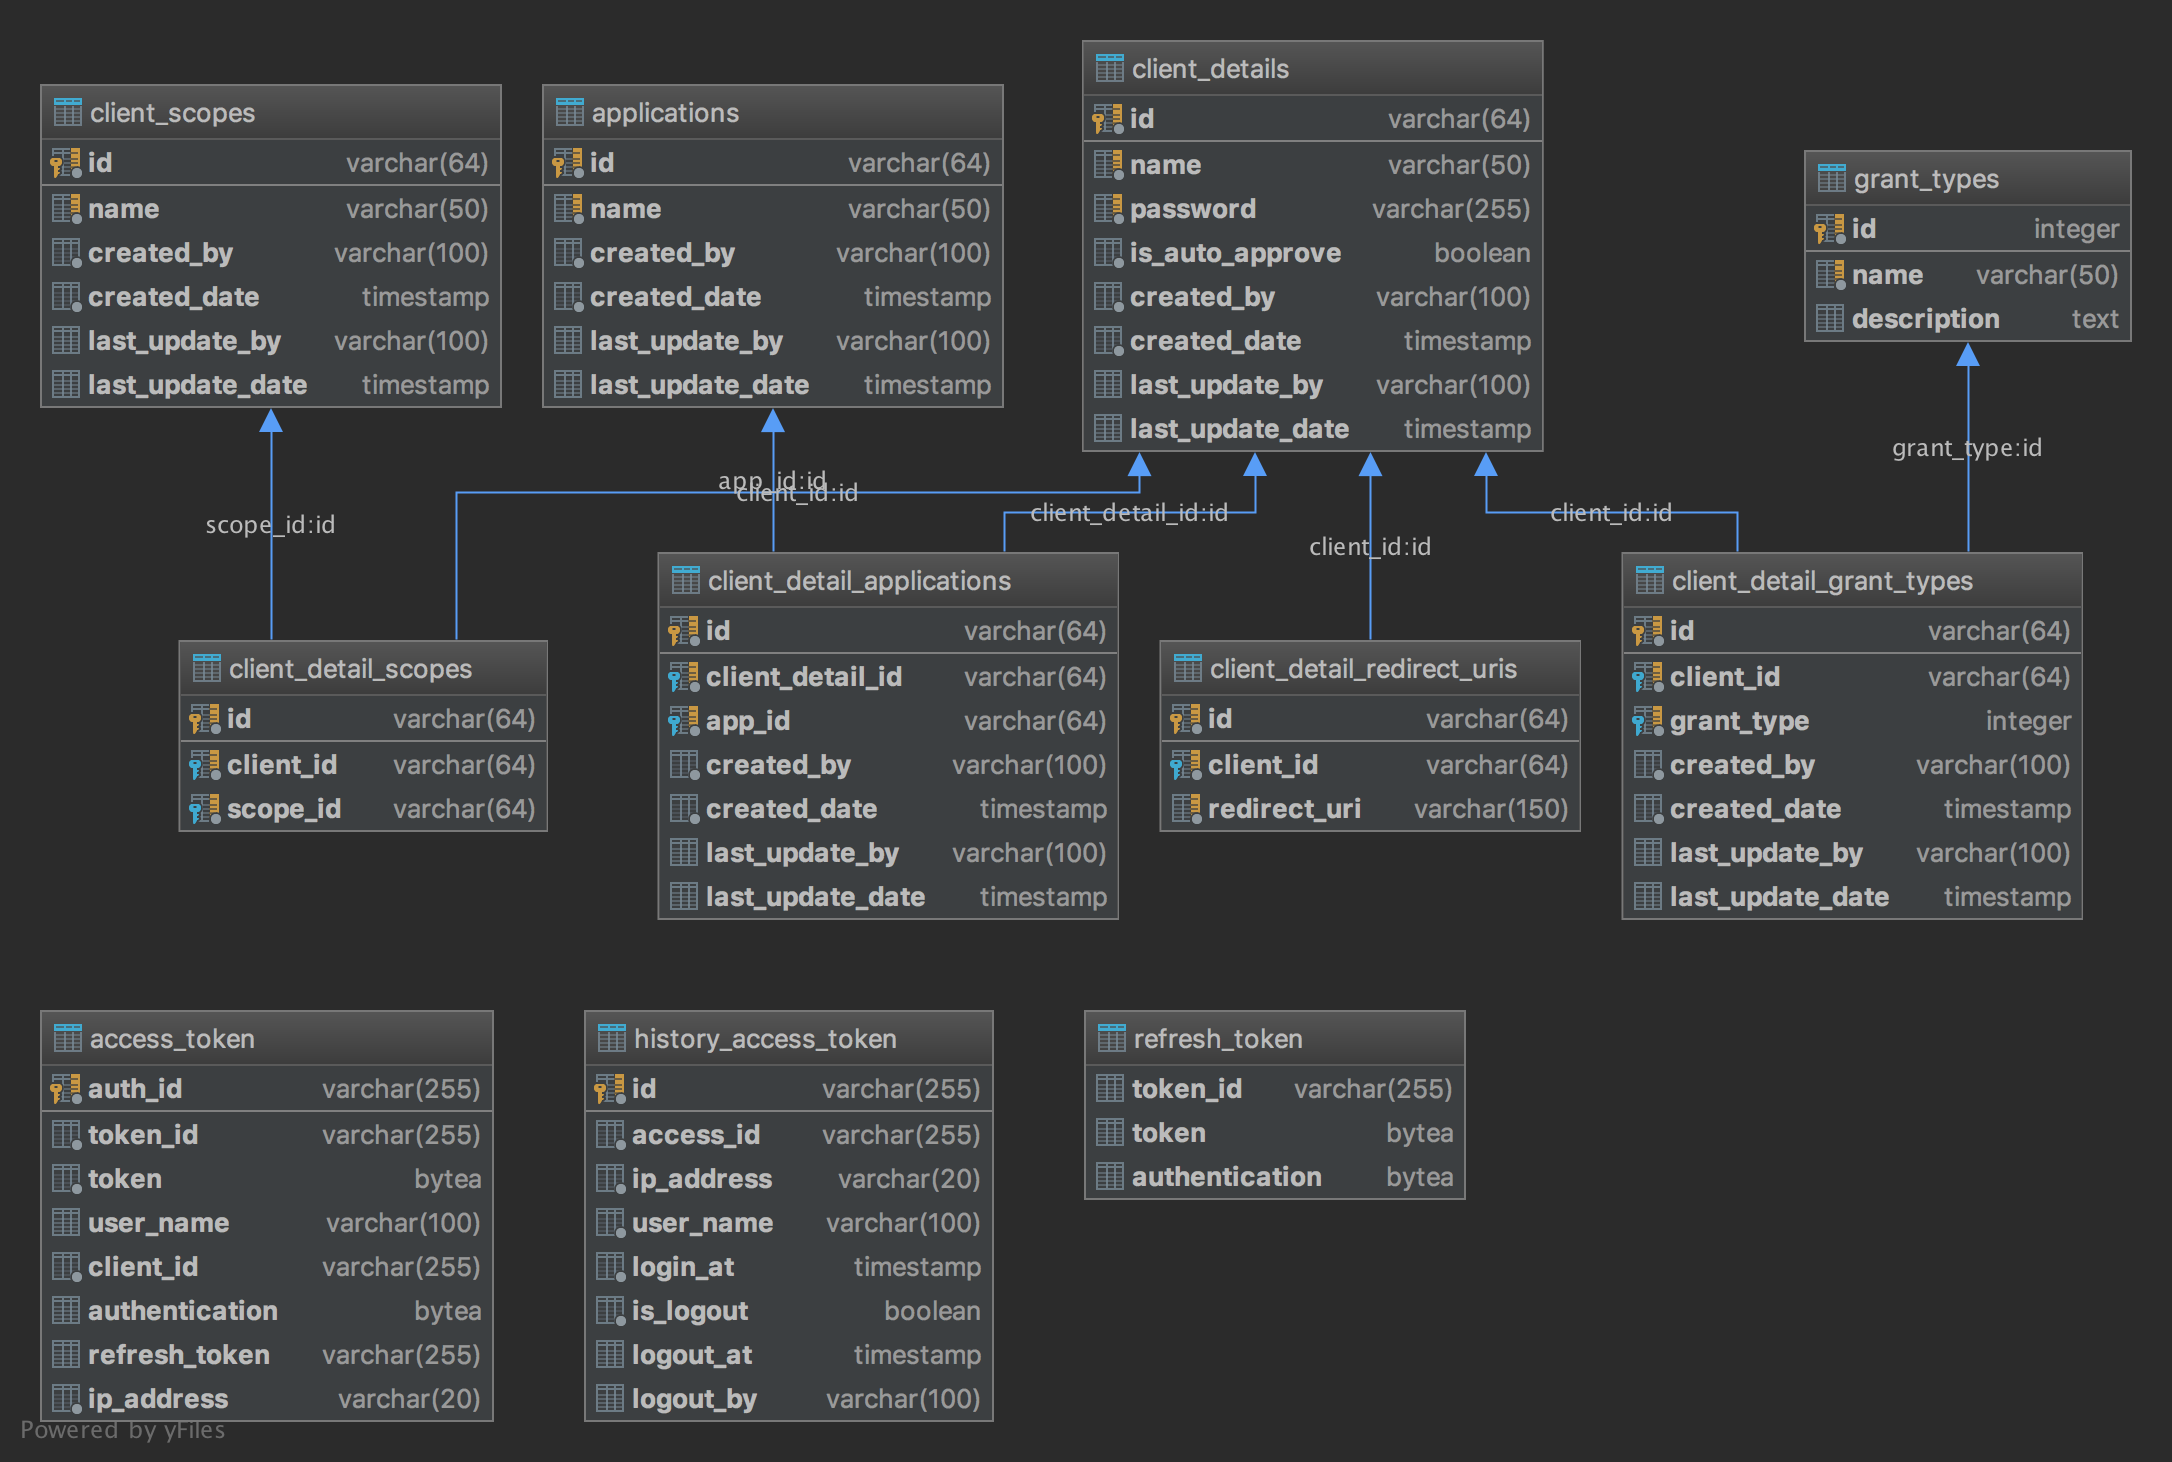 client_scopes
id varchar(64)
name varchar(50)
created_by varchar(100)
created_date timestamp
last_update_by varchar(100)
last_update_date timestamp
applications
id varchar(64)
name varchar(50)
created_by varchar(100)
created_date timestamp
last_update_by varchar(100)
last_update_date timestamp
client_details
id varchar(64)
name varchar(50)
password varchar(255)
is_auto_approve boolean
created_by varchar(100)
created_date timestamp
last_update_by varchar(100)
last_update_date timestamp
grant_types
id integer
name varchar(50)
description text
scope_id:id
app_id:id
client_id:id
client_detail_id:id
client_id:id
client_id:id
grant_type:id
client_detail_scopes
id varchar(64)
client_id varchar(64)
scope_id varchar(64)
client_detail_applications
id varchar(64)
client_detail_id varchar(64)
app_id varchar(64)
created_by varchar(100)
created_date timestamp
last_update_by varchar(100)
last_update_date timestamp
client_detail_redirect_uris
id varchar(64)
client_id varchar(64)
redirect_uri varchar(150)
client_detail_grant_types
id varchar(64)
client_id varchar(64)
grant_type integer
created_by varchar(100)
created_date timestamp
last_update_by varchar(100)
last_update_date timestamp
access_token
auth_id varchar(255)
token_id varchar(255)
token bytea
user_name varchar(100)
client_id varchar(255)
authentication bytea
refresh_token varchar(255)
ip_address varchar(20)
history_access_token
id varchar(255)
access_id varchar(255)
ip_address varchar(20)
user_name varchar(100)
login_at timestamp
is_logout boolean
logout_at timestamp
logout_by varchar(100)
refresh_token
token_id varchar(255)
token bytea
authentication bytea
Powered by yFiles